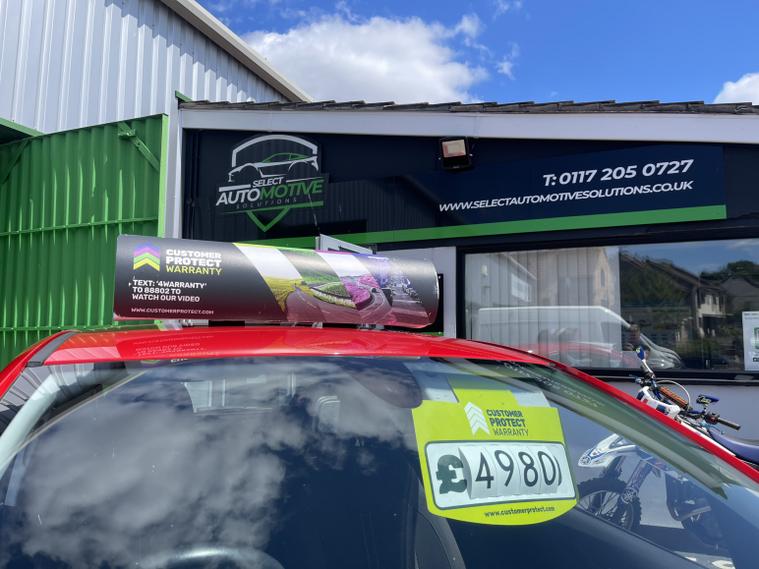 SELECT
AUTOMOTIVE
SOLUTIONS
T: 0117 205 0727
WWW.SELECTAUTOMOTIVESOLUTIONS.CO.UK
CUSTOMER
PROTECT
WARRANTY
TEXT: '4WARRANTY'
TO 88802 TO
WATCH OUR VIDEO
WWW.CUSTOMERPROTECT.COM
CUSTOMER
PROTECT
WARRANTY
£4980
www.customerprotect.com